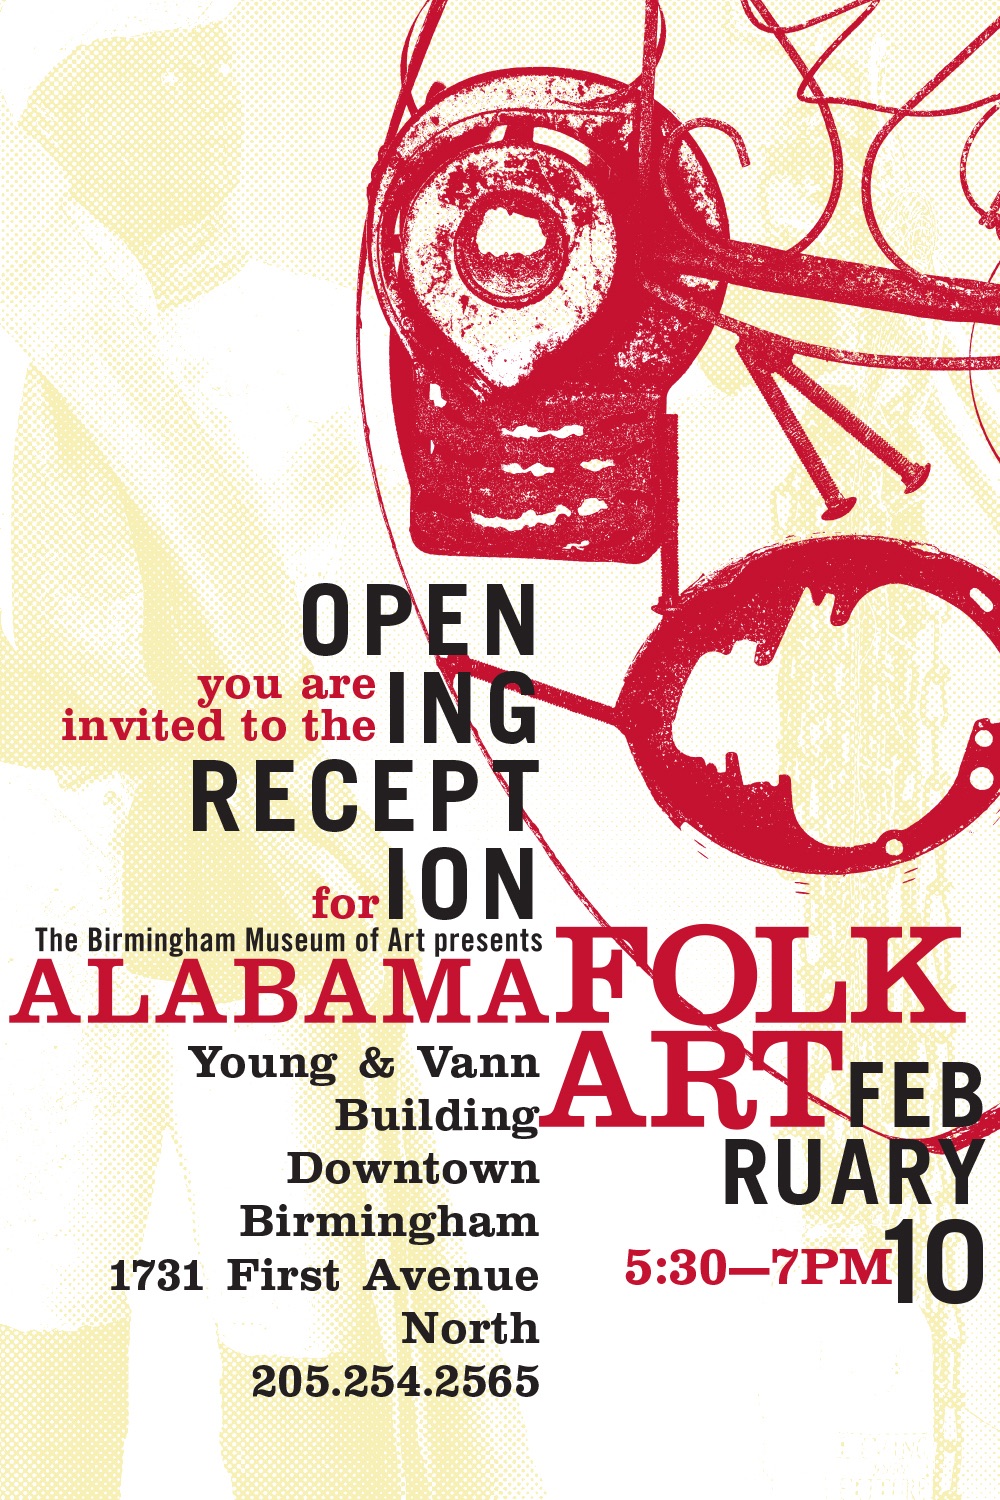 OPEN
you are
invited to the ING
RECEPT
for ION
The Birmingham Museum of Art presents
ALABAMA FOLK
ART
Young & Vann
Building
Downtown
Birmingham
1731 First Avenue
North
205.254.2565
FEB
RUARY
5:30—7PM 10